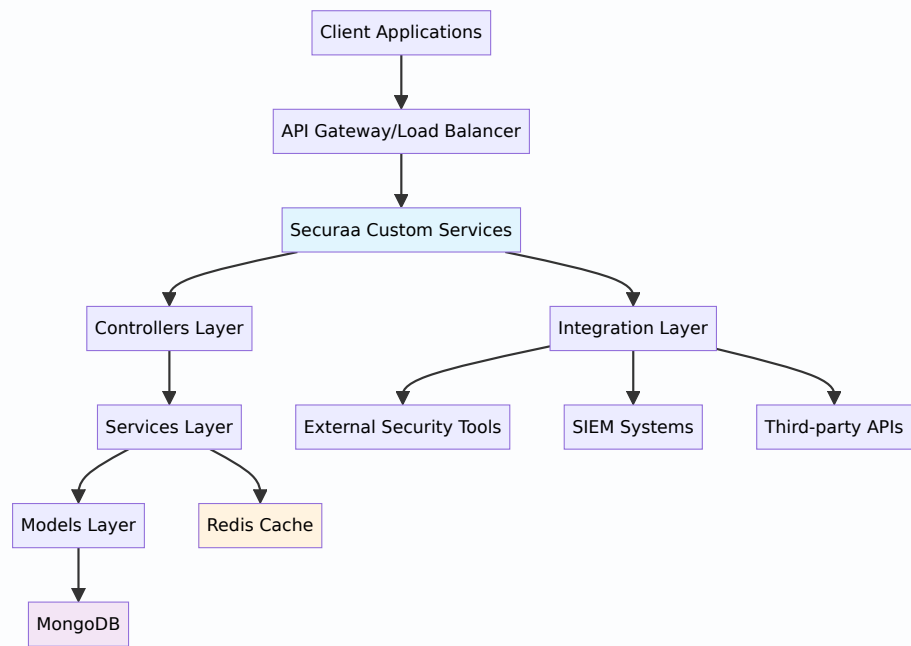 Client Applications
API Gateway/Load Balancer
Securaa Custom Services
Controllers Layer
Integration Layer
Services Layer
External Security Tools
SIEM Systems
Third-party APIs
Models Layer
Redis Cache
MongoDB